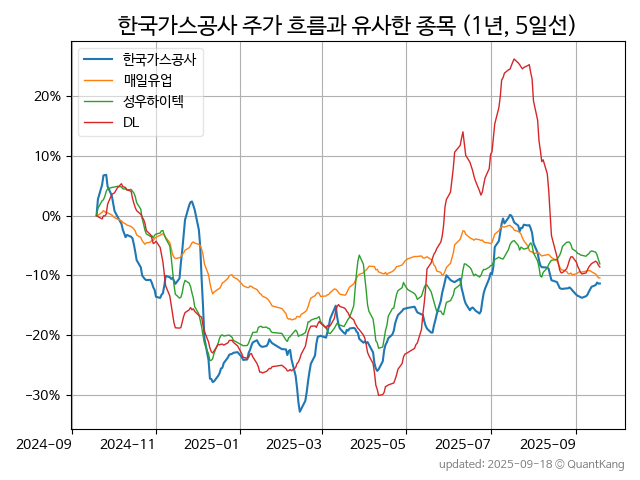 한국가스공사 주가 흐름과 유사한 종목 (1년, 5일선)
한국가스공사
매일유업
성우하이텍
DL
20%
10%
0%
−10%
−20%
−30%
2024-09 2024-11 2025-01 2025-03 2025-05 2025-07 2025-09
updated: 2025-09-18 © QuantKang